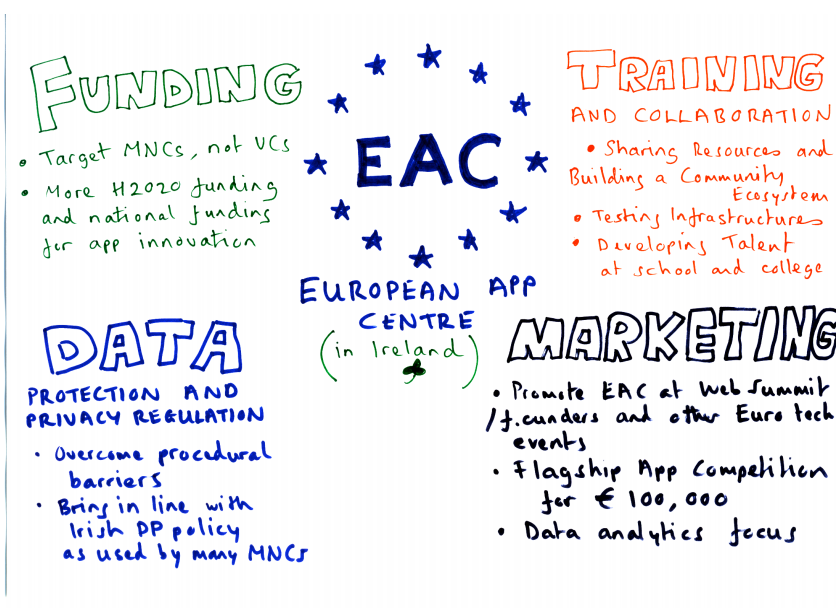 FUNDING
• Target MNCs, not VCs
• More H2020 funding
and national funding
for app innovation
EAC
EUROPEAN APP
CENTRE
(in Ireland)
TRAINING
AND COLLABORATION
• Sharing Resources and
Building a Community
Ecosystem
• Testing Infrastructures
• Developing Talent
at school and college
DATA
PROTECTION AND
PRIVACY REGULATION
• Overcome procedural
barriers
• Bring in line with
Irish DP policy
as used by many MNCs
MARKETING
• Promote EAC at Web Summit
/f.ounders and other Euro tech
events
• Flagship App Competition
for € 100,000
• Data analytics focus